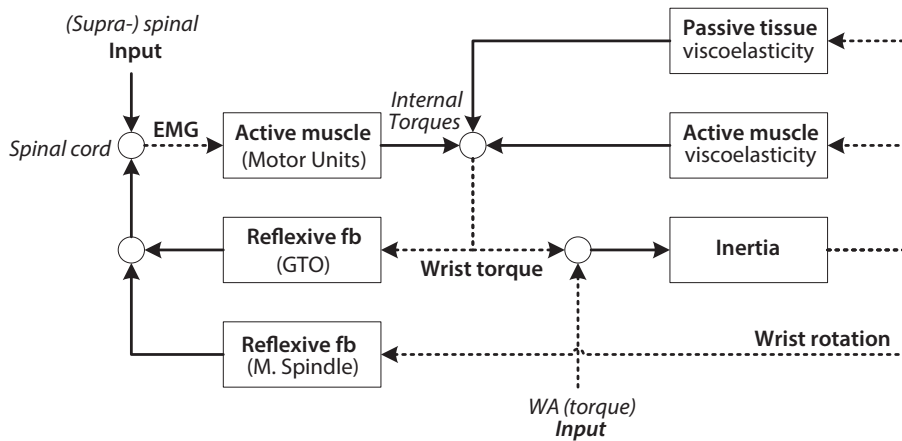 (Supra-) spinal
Input
Passive tissue
viscoelasticity
Internal
Torques
EMG
Spinal cord
Active muscle
(Motor Units)
Active muscle
viscoelasticity
Reflexive fb
(GTO)
Wrist torque
Inertia
Reflexive fb
(M. Spindle)
Wrist rotation
WA (torque)
Input